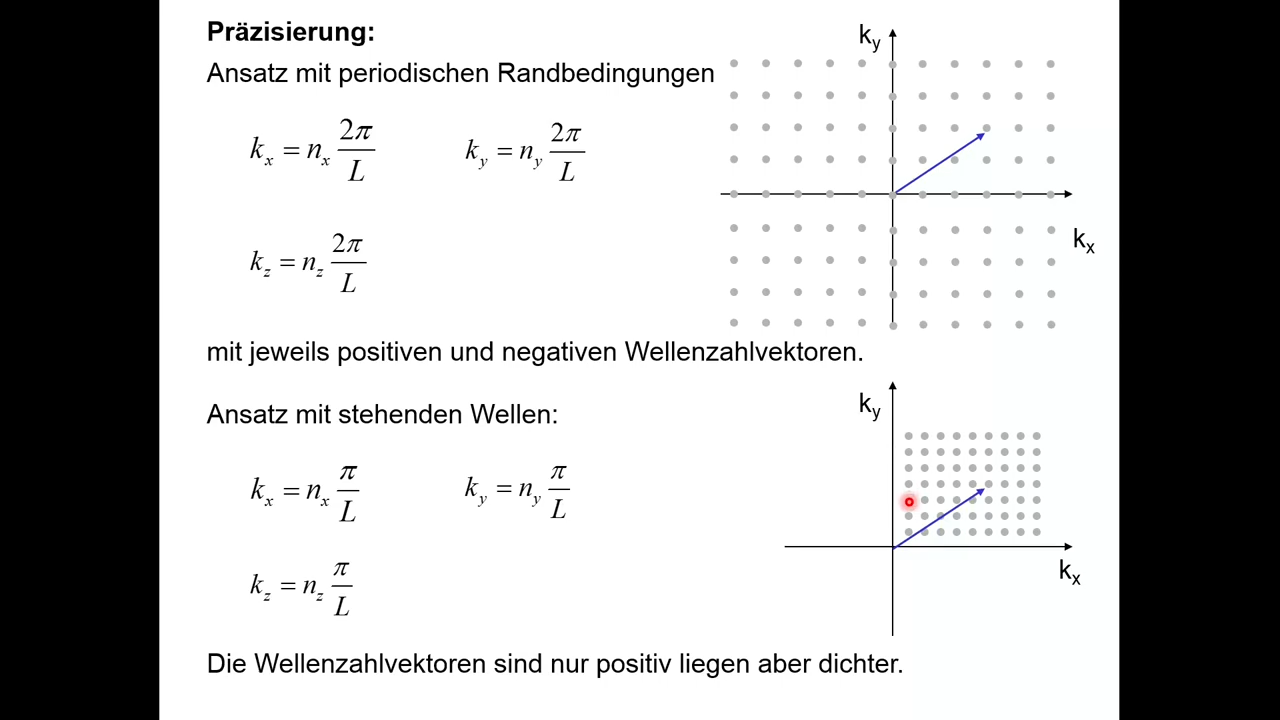 Präzisierung:
Ansatz mit periodischen Randbedingungen
k_x = n_x 2π/L    k_y = n_y 2π/L
k_z = n_z 2π/L
k_y
k_x
mit jeweils positiven und negativen Wellenzahlvektoren.
Ansatz mit stehenden Wellen:
k_x = n_x π/L    k_y = n_y π/L
k_z = n_z π/L
k_y
k_x
Die Wellenzahlvektoren sind nur positiv liegen aber dichter.